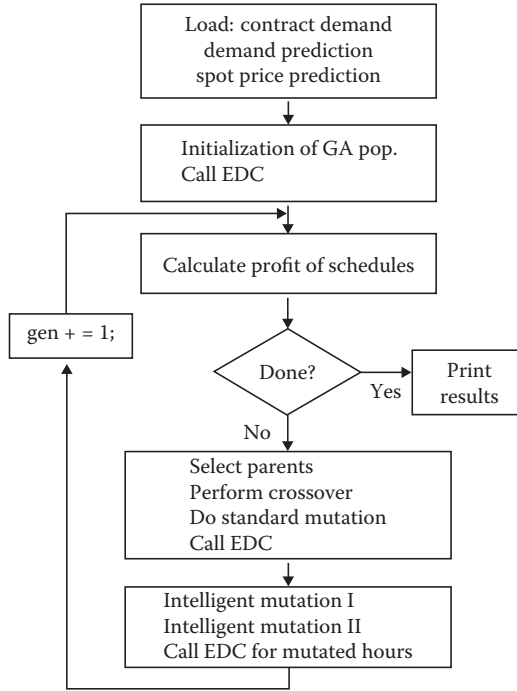 Load: contract demand
demand prediction
spot price prediction
Initialization of GA pop.
Call EDC
Calculate profit of schedules
gen + = 1;
Done?
Yes
Print
results
No
Select parents
Perform crossover
Do standard mutation
Call EDC
Intelligent mutation I
Intelligent mutation II
Call EDC for mutated hours